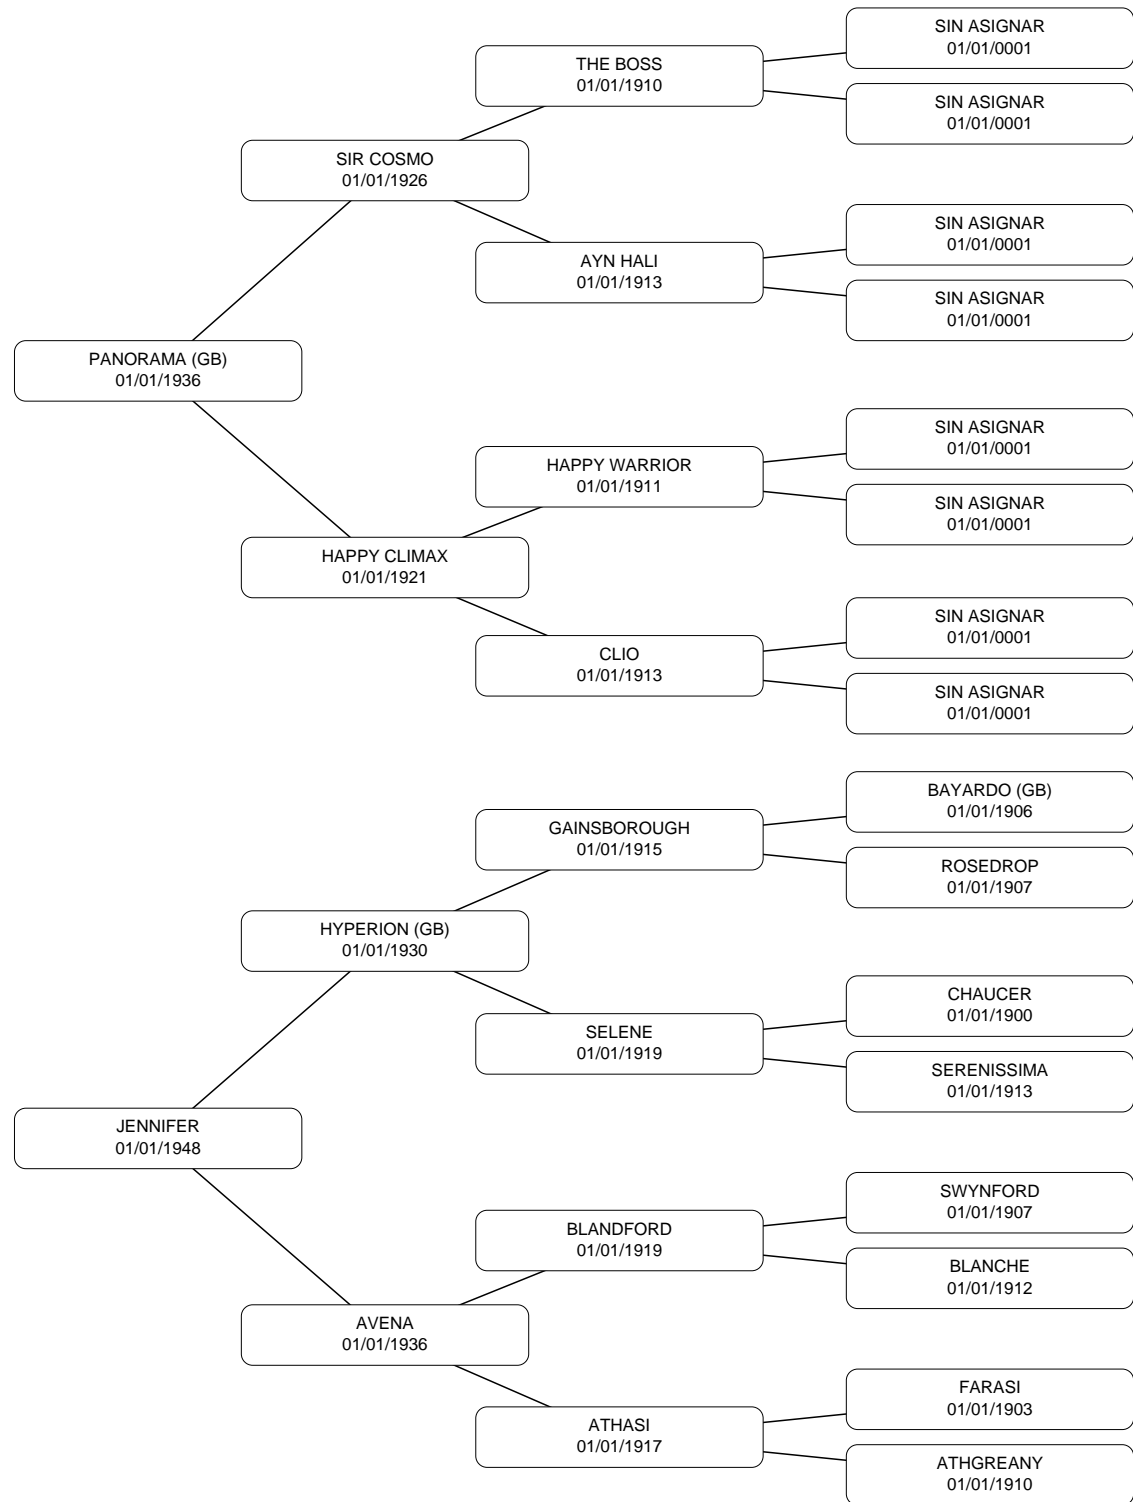 SIN ASIGNAR
01/01/0001
THE BOSS
01/01/1910
SIN ASIGNAR
01/01/0001
SIR COSMO
01/01/1926
SIN ASIGNAR
01/01/0001
AYN HALI
01/01/1913
SIN ASIGNAR
01/01/0001
PANORAMA (GB)
01/01/1936
SIN ASIGNAR
01/01/0001
HAPPY WARRIOR
01/01/1911
SIN ASIGNAR
01/01/0001
HAPPY CLIMAX
01/01/1921
SIN ASIGNAR
01/01/0001
CLIO
01/01/1913
SIN ASIGNAR
01/01/0001
BAYARDO (GB)
01/01/1906
GAINSBOROUGH
01/01/1915
ROSEDROP
01/01/1907
HYPERION (GB)
01/01/1930
CHAUCER
01/01/1900
SELENE
01/01/1919
SERENISSIMA
01/01/1913
JENNIFER
01/01/1948
SWYNFORD
01/01/1907
BLANDFORD
01/01/1919
BLANCHE
01/01/1912
AVENA
01/01/1936
FARASI
01/01/1903
ATHASI
01/01/1917
ATHGREANY
01/01/1910